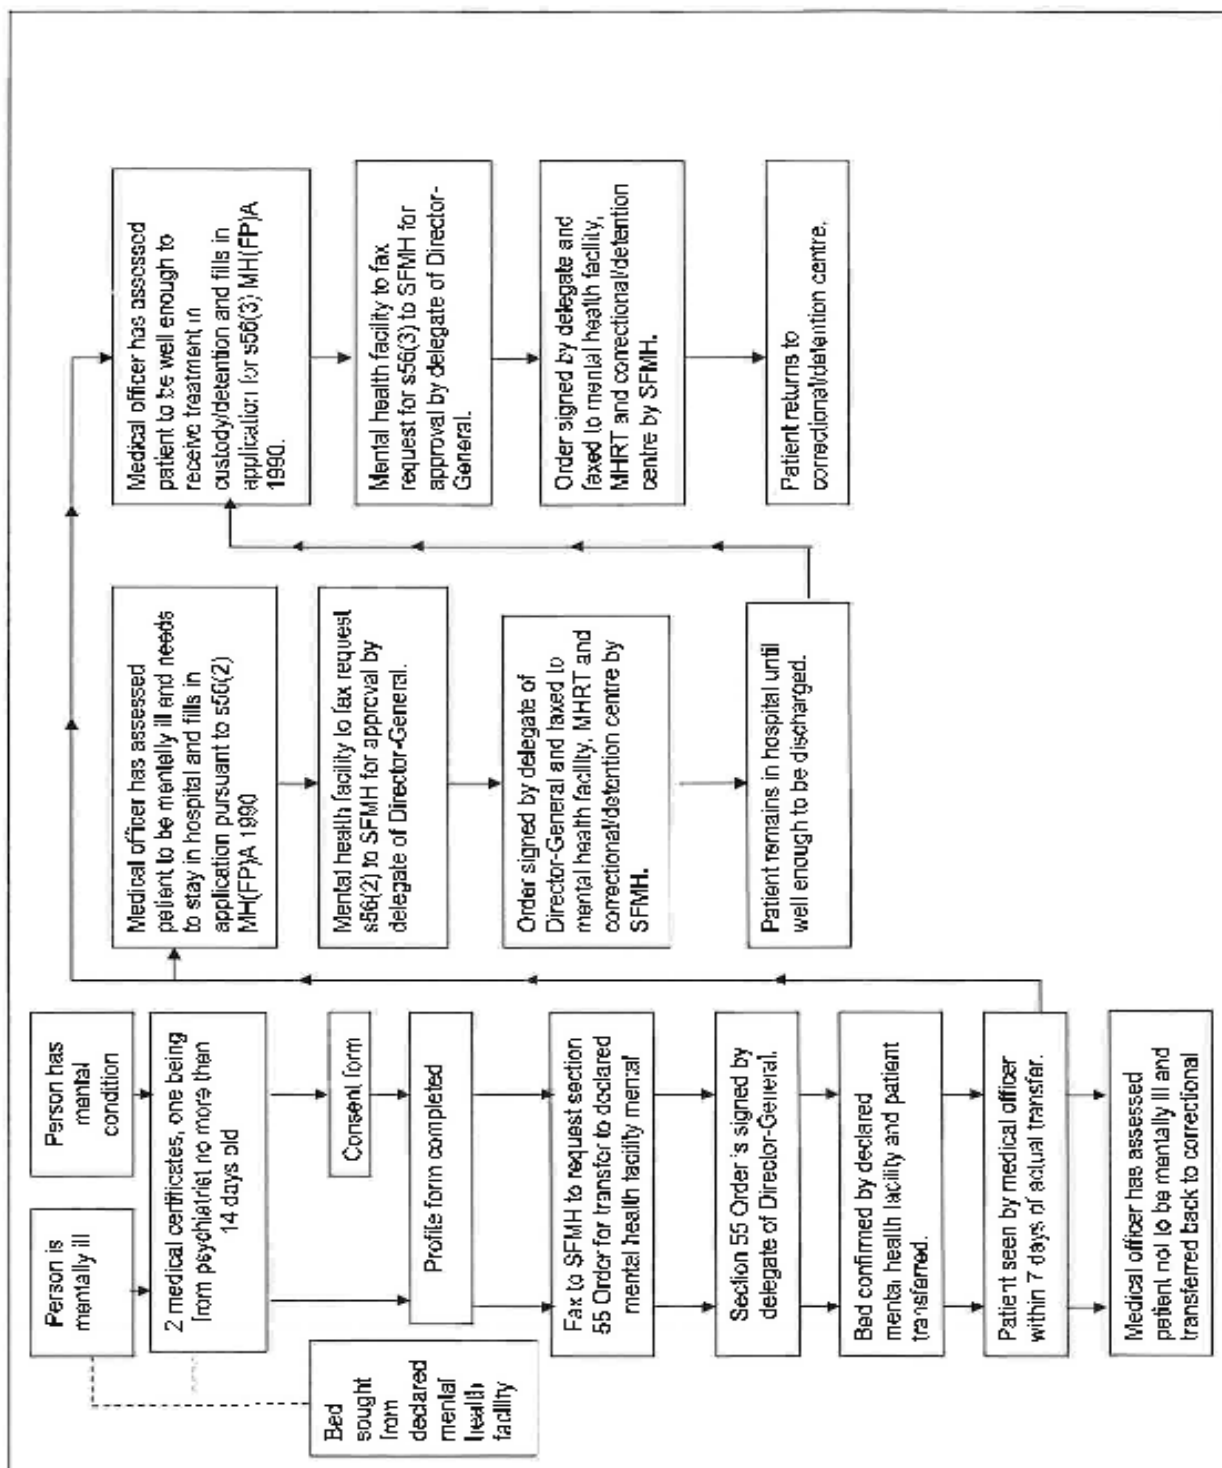 Person is
mentally ill
Person has
mental
condition
2 medical certificates, one being
from psychiatrist no more than
14 days old
Bed
sought
from
declared
mental
health
facility
Consent form
Profile form completed
Fax to SFMH to request section
55 Order for transfer to declared
mental health facility mental
Section 55 Order is signed by
delegate of Director-General.
Bed confirmed by declared
mental health facility and patient
transferred.
Patient seen by medical officer
within 7 days of actual transfer.
Medical officer has assessed
patient not to be mentally ill and
transferred back to correctional
Medical officer has assessed
patient to be mentally ill and needs
to stay in hospital and fills in
application pursuant to s56(2)
MH(FP)A 1990
Mental health facility to fax request
s56(2) to SFMH for approval by
delegate of Director-General.
Order signed by delegate of
Director-General and faxed to
mental health facility, MHRT and
correctional/detention centre by
SFMH.
Patient remains in hospital until
well enough to be discharged.
Medical officer has assessed
patient to be well enough to
receive treatment in
custody/detention and fills in
application for s56(3) MH(FP)A
1990.
Mental health facility to fax
request for s56(3) to SFMH for
approval by delegate of Director-
General.
Order signed by delegate and
faxed to mental health facility,
MHRT and correctional/detention
centre by SFMH.
Patient returns to
correctional/detention centre.